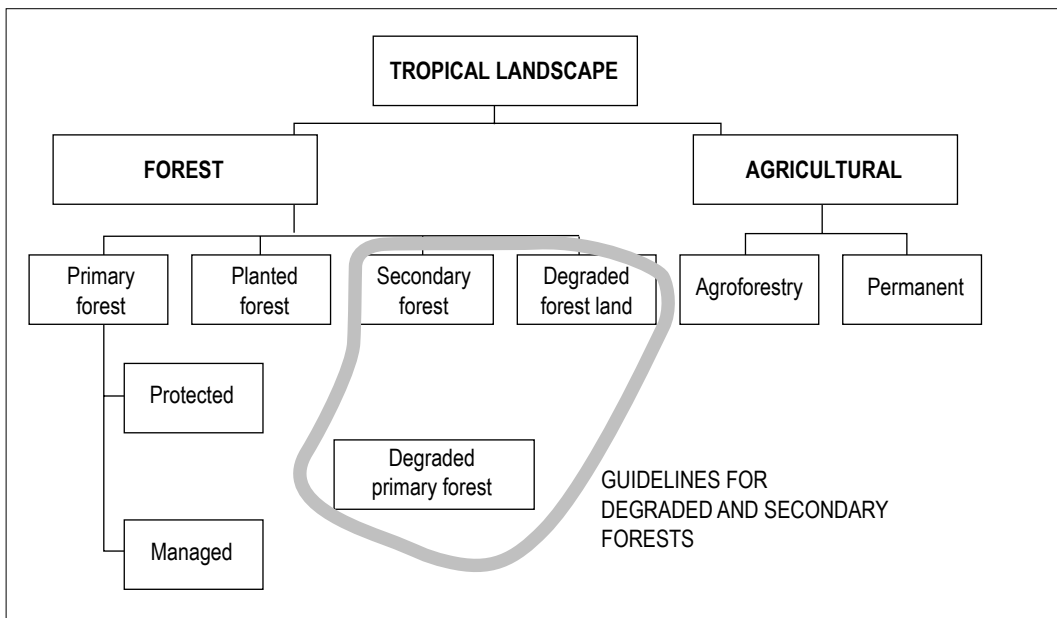 TROPICAL LANDSCAPE
FOREST
AGRICULTURAL
Primary
forest
Planted
forest
Secondary
forest
Degraded
forest land
Agroforestry
Permanent
Protected
Degraded
primary forest
GUIDELINES FOR
DEGRADED AND SECONDARY
FORESTS
Managed